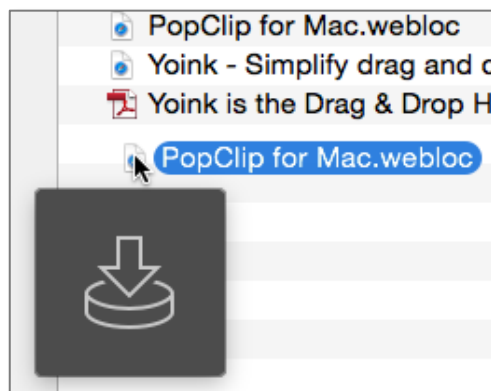 PopClip for Mac.webloc
Yoink - Simplify drag and
Yoink is the Drag & Drop H
PopClip for Mac.webloc